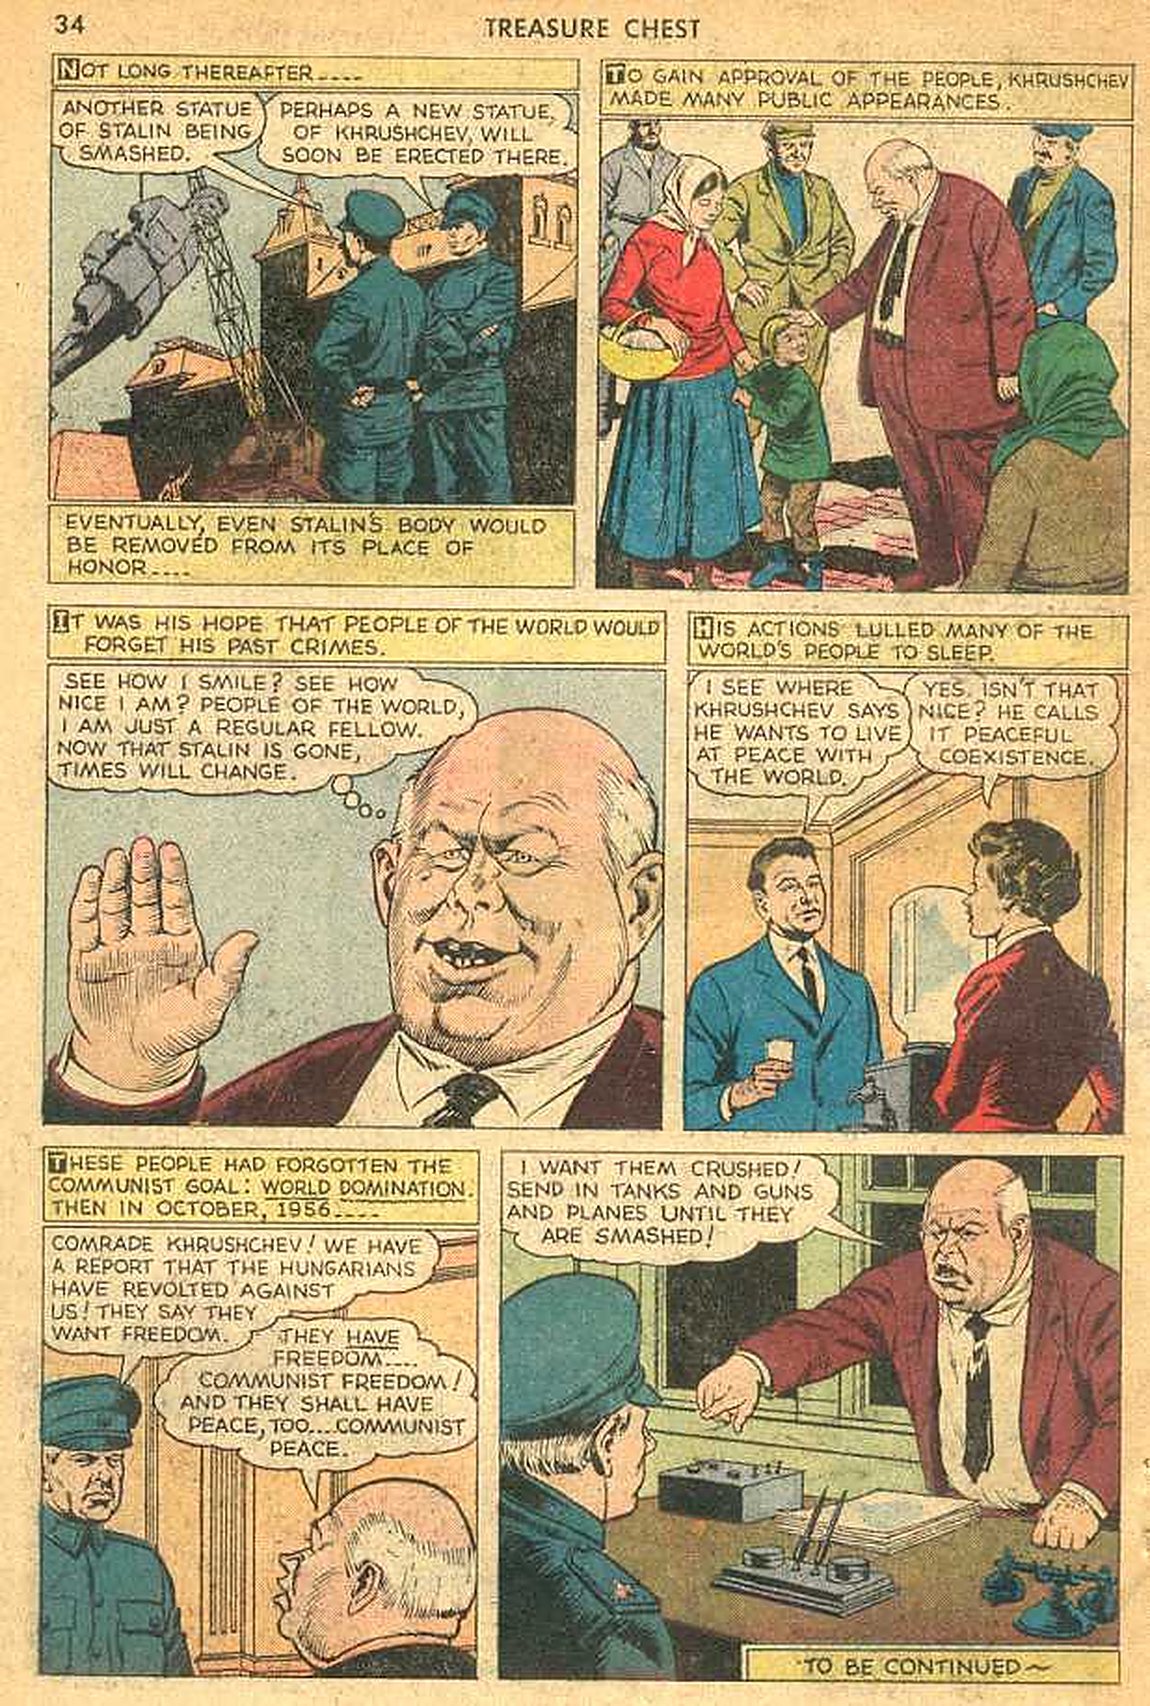 34
TREASURE CHEST
NOT LONG THEREAFTER....
ANOTHER STATUE
OF STALIN BEING
SMASHED.
PERHAPS A NEW STATUE,
OF KHRUSHCHEV, WILL
SOON BE ERECTED THERE.
EVENTUALLY, EVEN STALIN'S BODY WOULD
BE REMOVED FROM ITS PLACE OF
HONOR....
TO GAIN APPROVAL OF THE PEOPLE, KHRUSHCHEV
MADE MANY PUBLIC APPEARANCES.
IT WAS HIS HOPE THAT PEOPLE OF THE WORLD WOULD
FORGET HIS PAST CRIMES.
SEE HOW I SMILE? SEE HOW
NICE I AM? PEOPLE OF THE WORLD,
I AM JUST A REGULAR FELLOW.
NOW THAT STALIN IS GONE,
TIMES WILL CHANGE.
HIS ACTIONS LULLED MANY OF THE
WORLD'S PEOPLE TO SLEEP.
I SEE WHERE
KHRUSHCHEV SAYS
HE WANTS TO LIVE
AT PEACE WITH
THE WORLD.
YES. ISN'T THAT
NICE? HE CALLS
IT PEACEFUL
COEXISTENCE.
THESE PEOPLE HAD FORGOTTEN THE
COMMUNIST GOAL: WORLD DOMINATION.
THEN IN OCTOBER, 1956....
COMRADE KHRUSHCHEV! WE HAVE
A REPORT THAT THE HUNGARIANS
HAVE REVOLTED AGAINST
US! THEY SAY THEY
WANT FREEDOM.
THEY HAVE
FREEDOM....
COMMUNIST FREEDOM!
AND THEY SHALL HAVE
PEACE, TOO...COMMUNIST
PEACE.
I WANT THEM CRUSHED!
SEND IN TANKS AND GUNS
AND PLANES UNTIL THEY
ARE SMASHED!
TO BE CONTINUED~